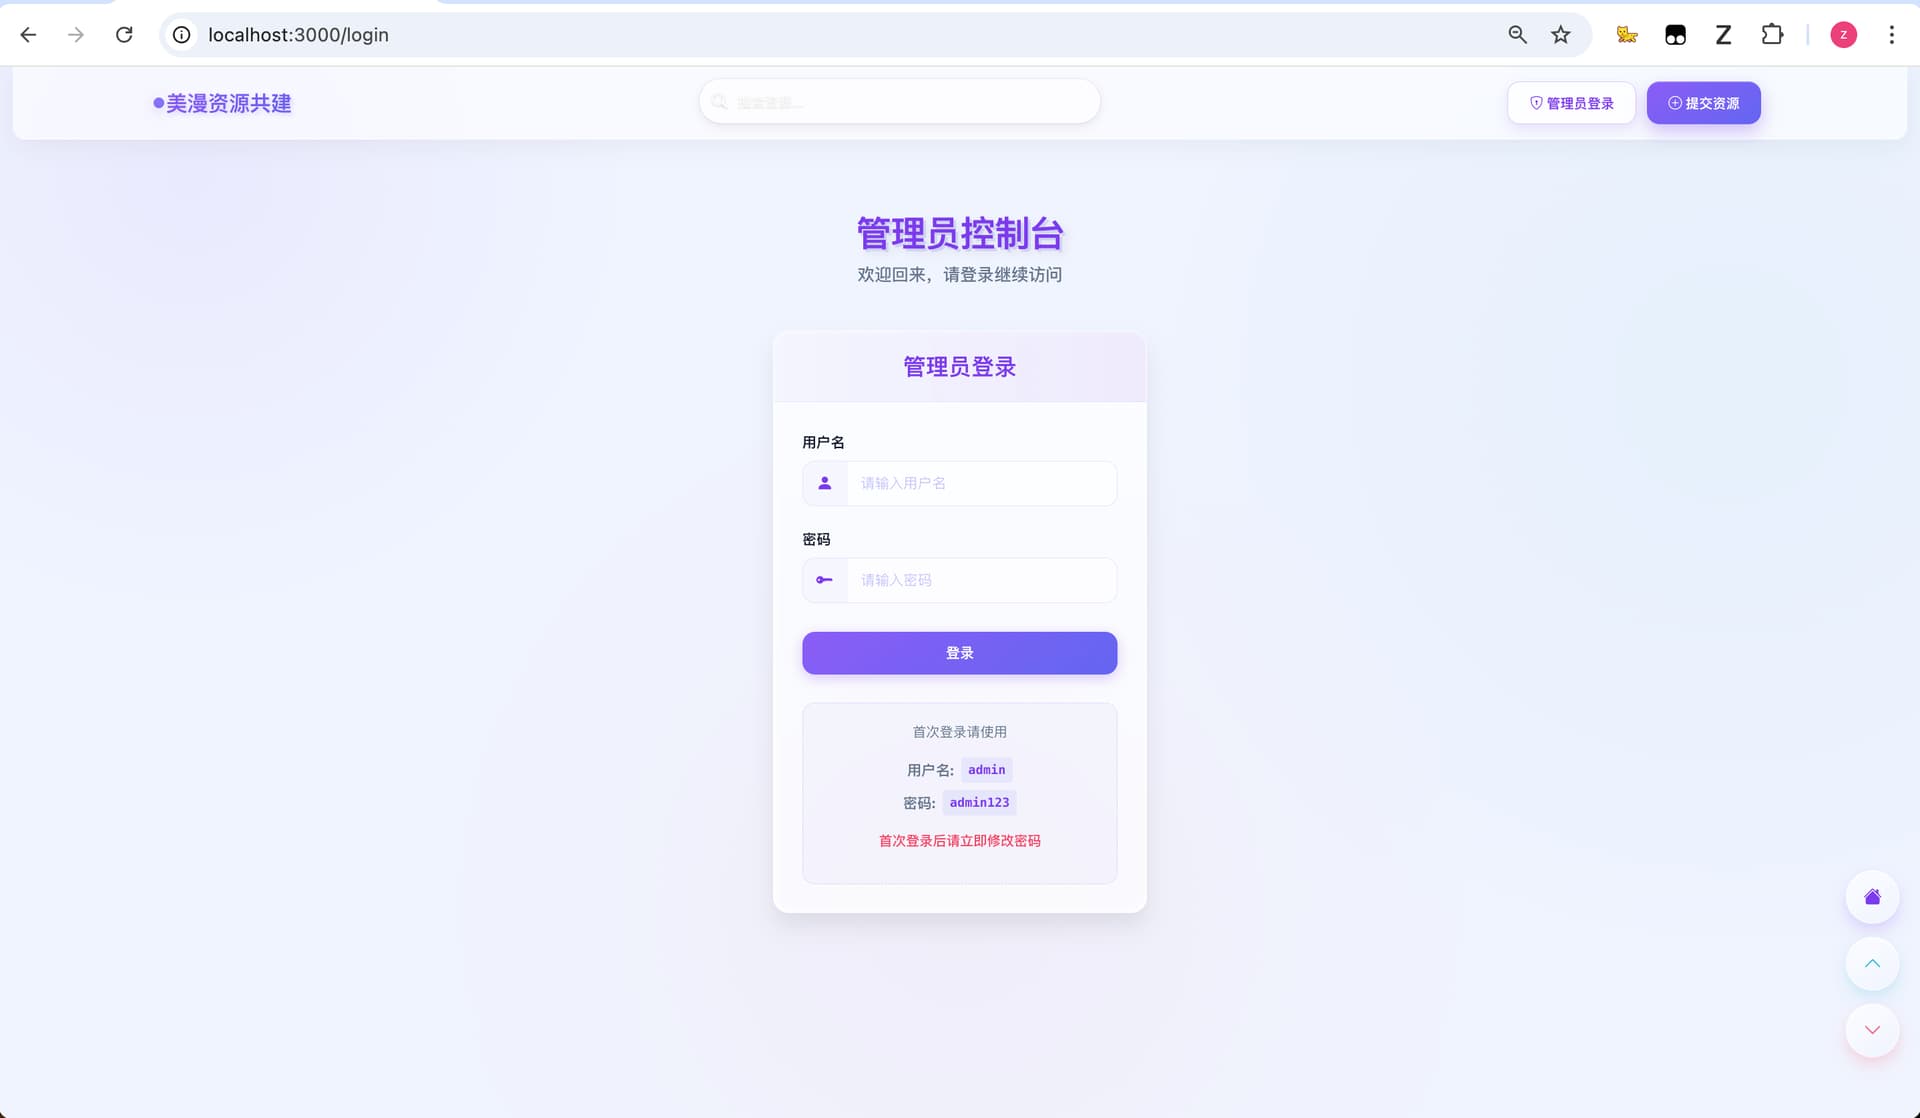 localhost:3000/login
Z
z
美漫资源共建
搜索资源...
管理员登录
提交资源
管理员控制台
欢迎回来，请登录继续访问
管理员登录
用户名
请输入用户名
密码
请输入密码
登录
首次登录请使用
用户名: admin
密码: admin123
首次登录后请立即修改密码